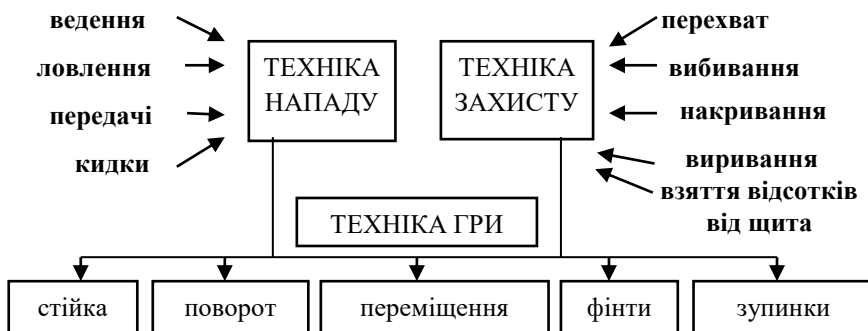 ведення
ловлення
передачі
кидки
ТЕХНІКА
НАПАДУ
ТЕХНІКА
ЗАХИСТУ
перехват
вибивання
накривання
виривання
взяття відсотків
від щита
ТЕХНІКА ГРИ
стійка
поворот
переміщення
фінти
зупинки